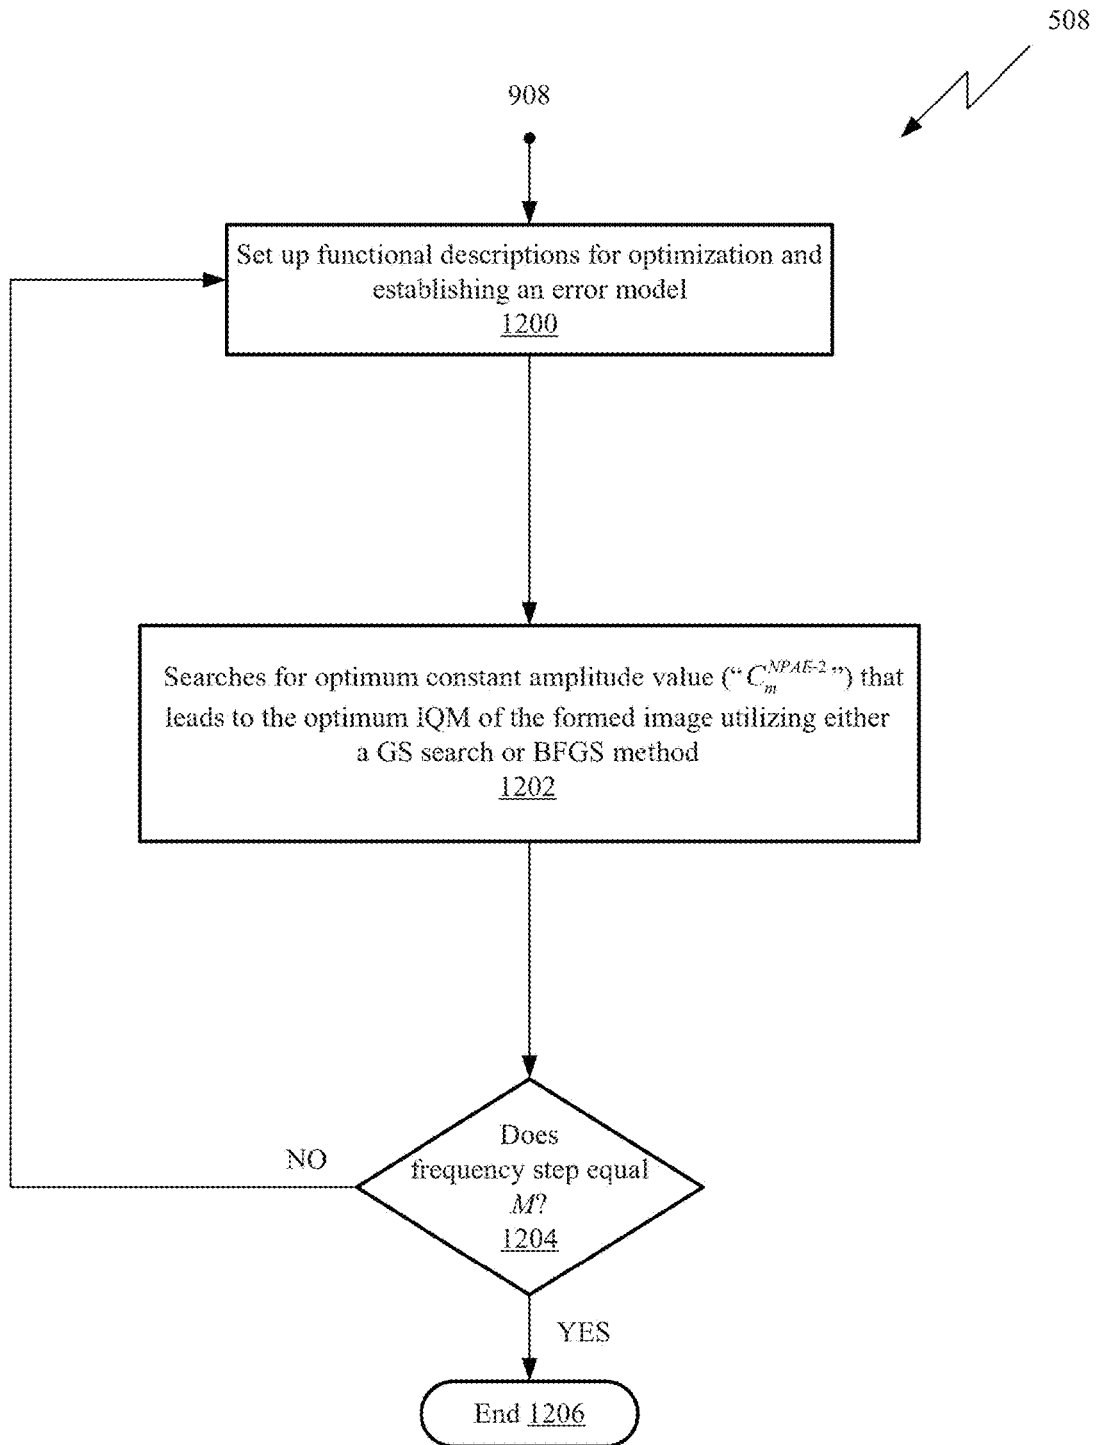 508
908
Set up functional descriptions for optimization and
establishing an error model
1200
Searches for optimum constant amplitude value (“C_m^{NPAE-2}”) that
leads to the optimum IQM of the formed image utilizing either
a GS search or BFGS method
1202
Does
frequency step equal
M?
1204
NO
YES
End 1206